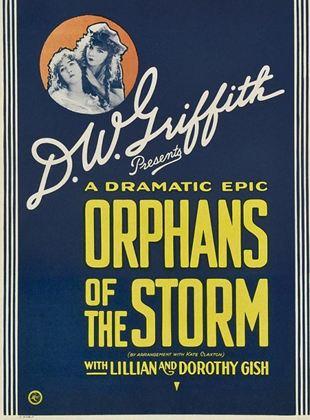 D.W. Griffith
Presents
A DRAMATIC EPIC
ORPHANS
OF THE STORM
(BY ARRANGEMENT WITH KATE CLAXTON)
WITH LILLIAN AND DOROTHY GISH